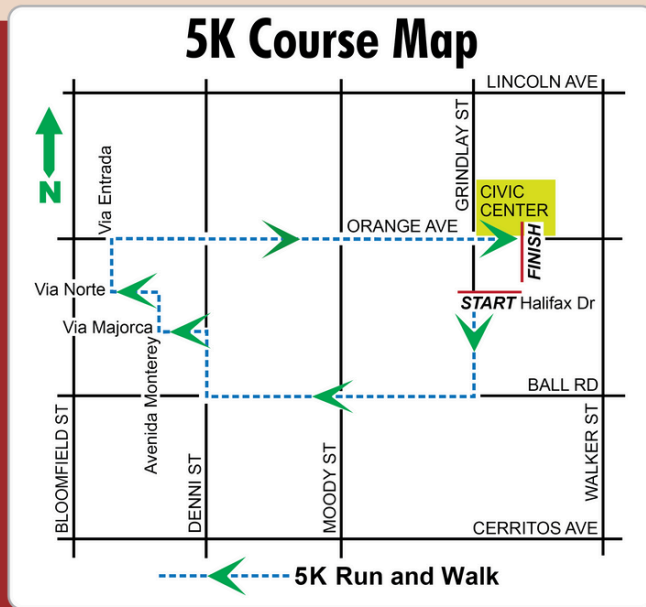 5K Course Map
LINCOLN AVE
GRINDLAY ST
N
Via Entrada
CIVIC
CENTER
ORANGE AVE
FINISH
Via Norte
START Halifax Dr
Via Majorca
Avenida Monterey
BALL RD
BLOOMFIELD ST
DENNI ST
MOODY ST
WALKER ST
CERRITOS AVE
5K Run and Walk